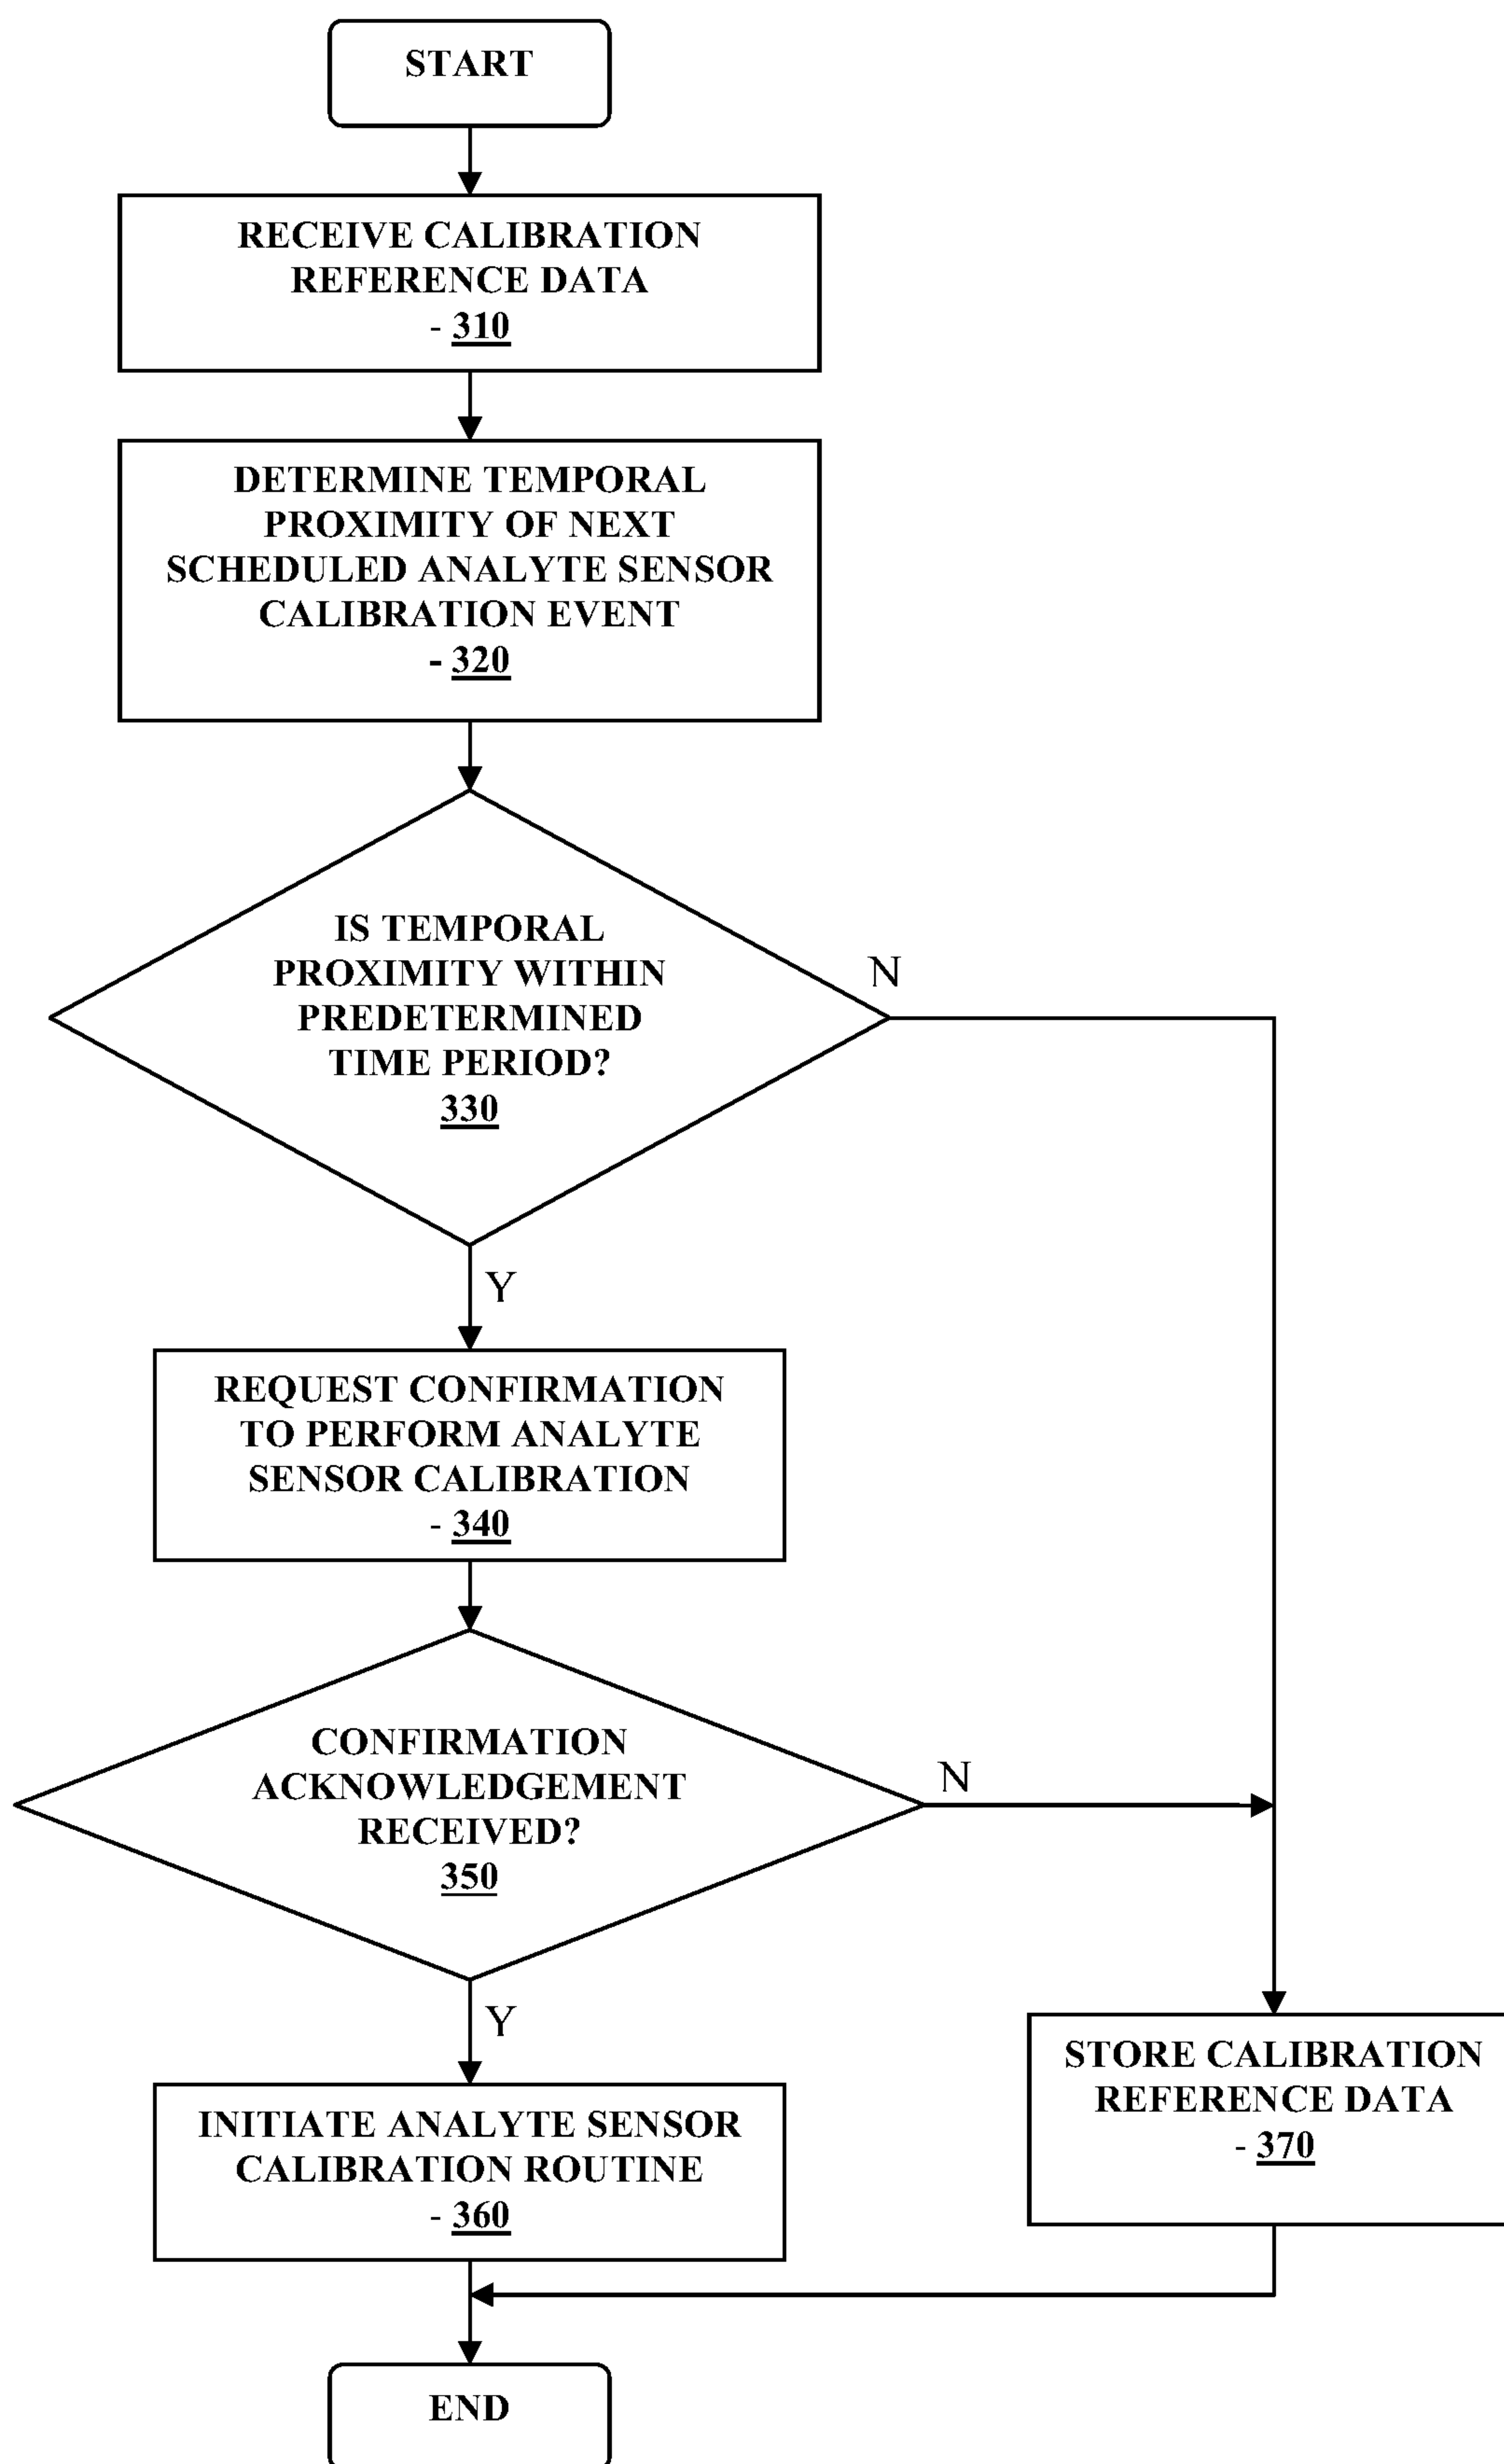 START
RECEIVE CALIBRATION
REFERENCE DATA
- 310
DETERMINE TEMPORAL
PROXIMITY OF NEXT
SCHEDULED ANALYTE SENSOR
CALIBRATION EVENT
- 320
IS TEMPORAL
PROXIMITY WITHIN
PREDETERMINED
TIME PERIOD?
330
N
Y
REQUEST CONFIRMATION
TO PERFORM ANALYTE
SENSOR CALIBRATION
- 340
CONFIRMATION
ACKNOWLEDGEMENT
RECEIVED?
350
N
Y
INITIATE ANALYTE SENSOR
CALIBRATION ROUTINE
- 360
STORE CALIBRATION
REFERENCE DATA
- 370
END